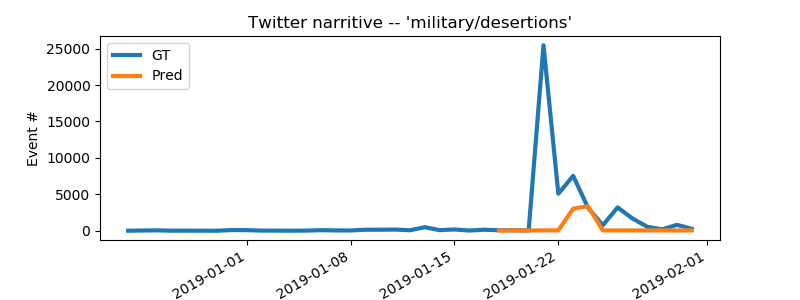 Twitter narritive -- 'military/desertions'
GT
Pred
Event #
25000
20000
15000
10000
5000
0
2019-01-01
2019-01-08
2019-01-15
2019-01-22
2019-02-01